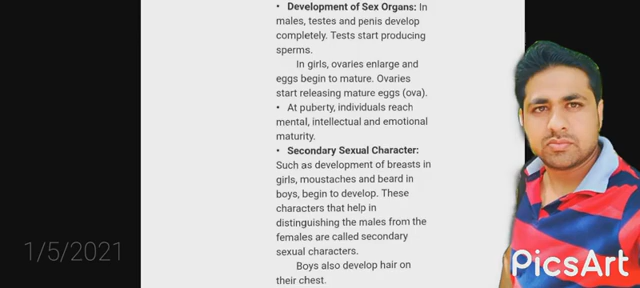 • Development of Sex Organs: In
males, testes and penis develop
completely. Tests start producing
sperms.
In girls, ovaries enlarge and
eggs begin to mature. Ovaries
start releasing mature eggs (ova).
• At puberty, individuals reach
mental, intellectual and emotional
maturity.
• Secondary Sexual Character:
Such as development of breasts in
girls, moustaches and beard in
boys, begin to develop. These
characters that help in
distinguishing the males from the
females are called secondary
sexual characters.
Boys also develop hair on
their chest.
1/5/2021
PicsArt